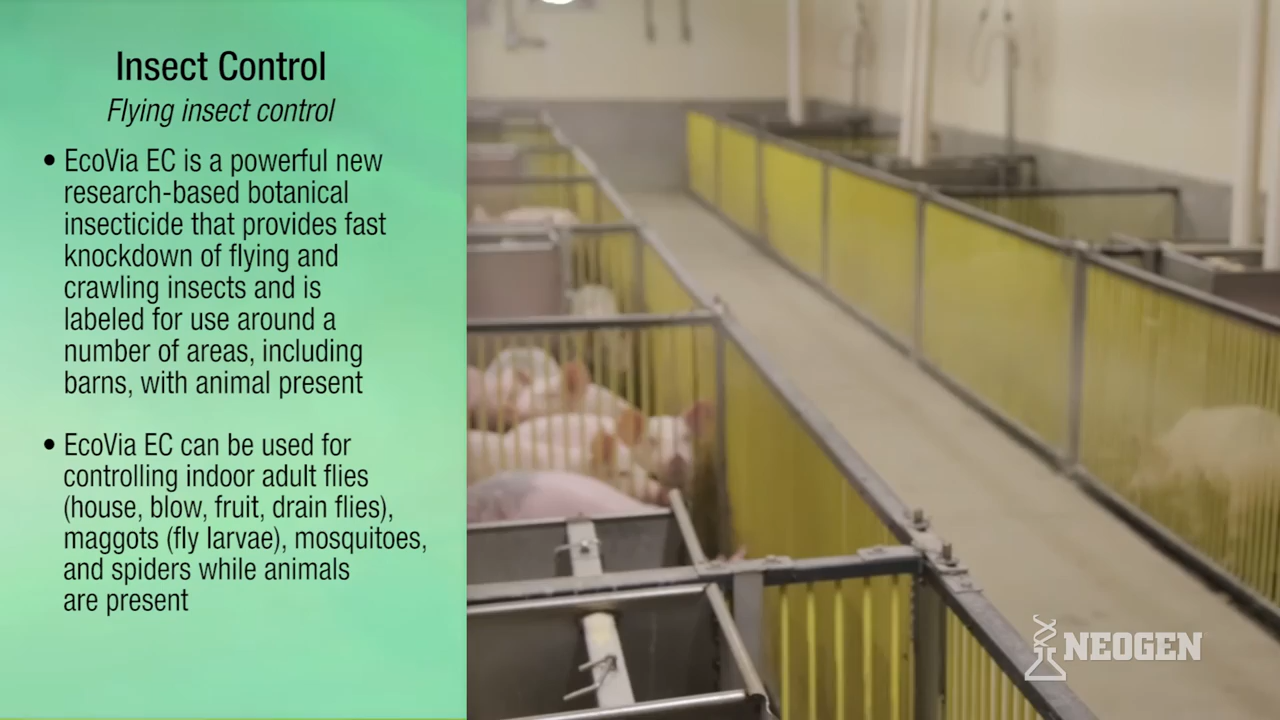 Insect Control
Flying insect control
• EcoVia EC is a powerful new
research-based botanical
insecticide that provides fast
knockdown of flying and
crawling insects and is
labeled for use around a
number of areas, including
barns, with animal present
• EcoVia EC can be used for
controlling indoor adult flies
(house, blow, fruit, drain flies),
maggots (fly larvae), mosquitoes,
and spiders while animals
are present
NEOGEN